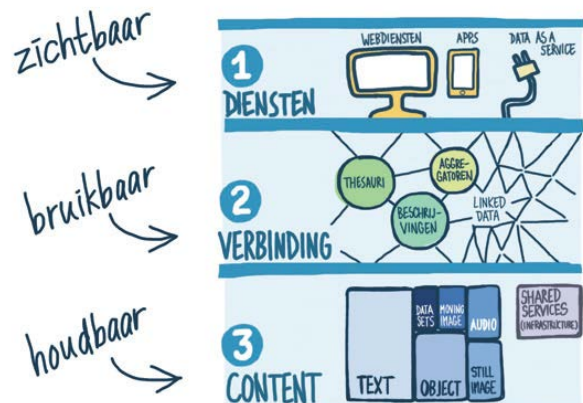 zichtbaar
1
DIENSTEN
WEBDIENSTEN
APPS
DATA AS A
SERVICE
bruikbaar
2
VERBINDING
THESAURI
AGGRE-
GATOREN
BESCHRIJ-
VINGEN
LINKED
DATA
houdbaar
3
CONTENT
TEXT
DATA
SETS
MOVING
IMAGE
AUDIO
OBJECT
STILL
IMAGE
SHARED
SERVICES
(INFRASTRUCTURE)